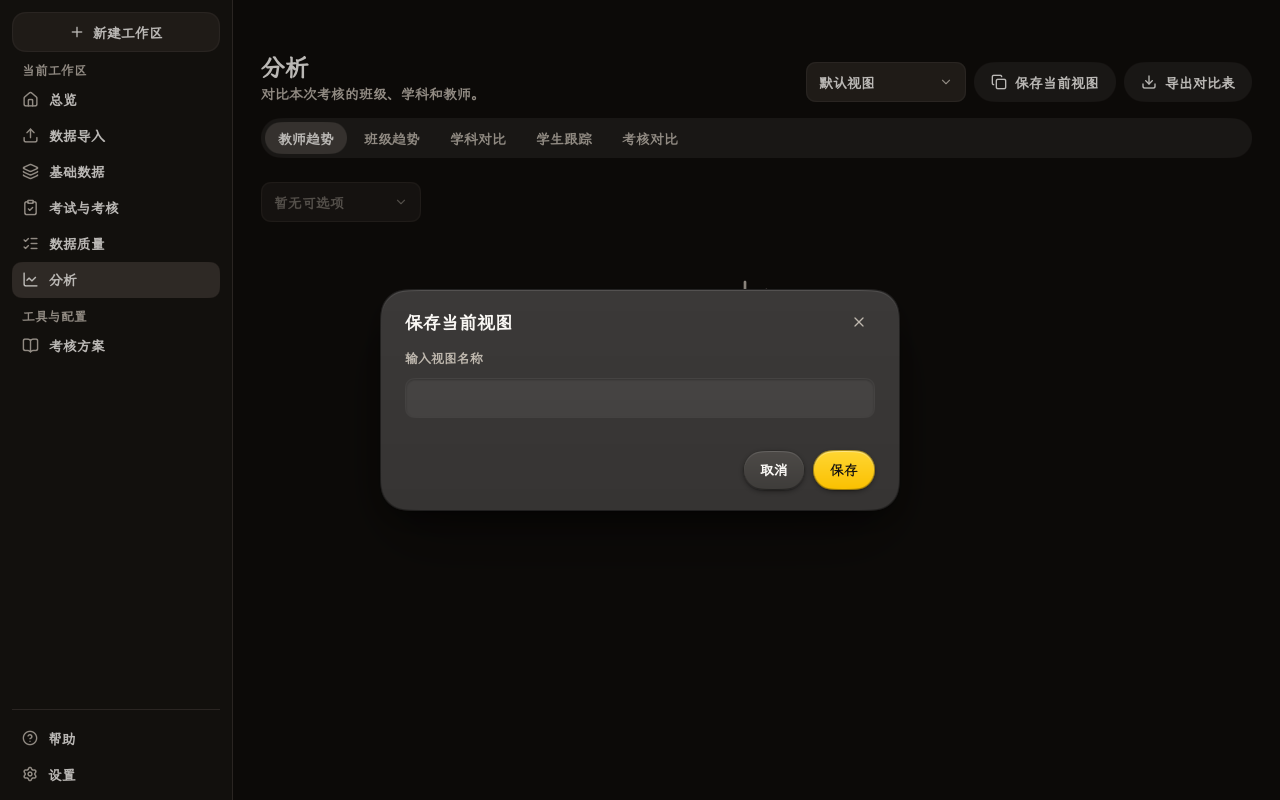 新建工作区
当前工作区
总览
数据导入
基础数据
考试与考核
数据质量
分析
工具与配置
考核方案
帮助
设置
分析
对比本次考核的班级、学科和教师。
默认视图
保存当前视图
导出对比表
教师趋势
班级趋势
学科对比
学生跟踪
考核对比
暂无可选项
保存当前视图
输入视图名称
取消
保存